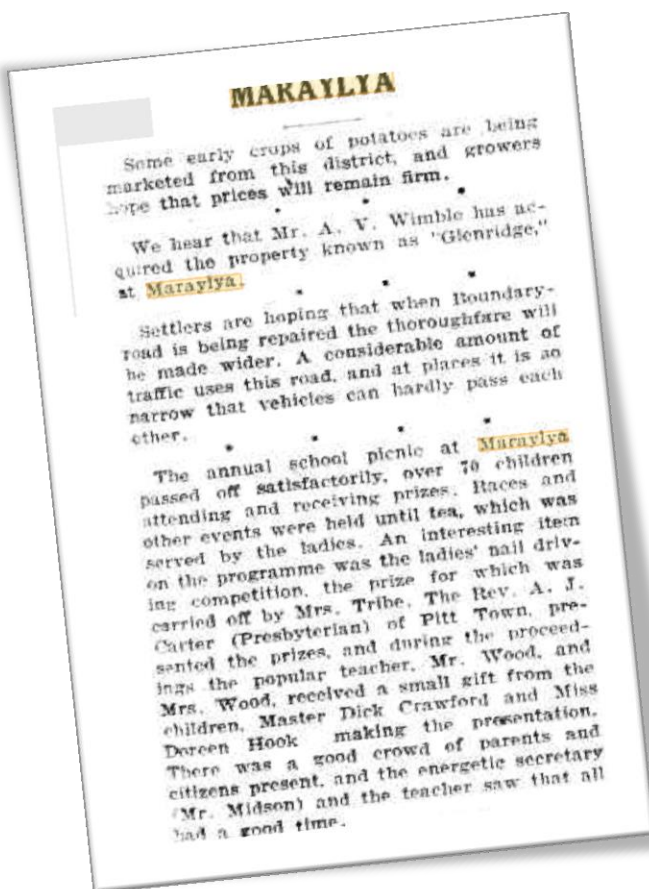 MARAYLYA
Some early crops of potatoes are being
marketed from this district, and growers
hope that prices will remain firm.
We hear that Mr. A. V. Wimble has ac-
quired the property known as "Glenridge,"
at Maraylya.
Settlers are hoping that when Boundary-
road is being repaired the thoroughfare will
be made wider. A considerable amount of
traffic uses this road, and at places it is so
narrow that vehicles can hardly pass each
other.
The annual school picnic at Maraylya
passed off satisfactorily, over 70 children
attending and receiving prizes. Races and
other events were held until tea, which was
served by the ladies. An interesting item
on the programme was the ladies' nail driv-
ing competition, the prize for which was
carried off by Mrs. Tribe. The Rev. A. J.
Carter (Presbyterian) of Pitt Town, pre-
sented the prizes, and during the proceed-
ings the popular teacher, Mr. Wood, and
Mrs. Wood, received a small gift from the
children, Master Dick Crawford and Miss
Doreen Hook making the presentation.
There was a good crowd of parents and
citizens present, and the energetic secretary
(Mr. Midson) and the teacher saw that all
had a good time.